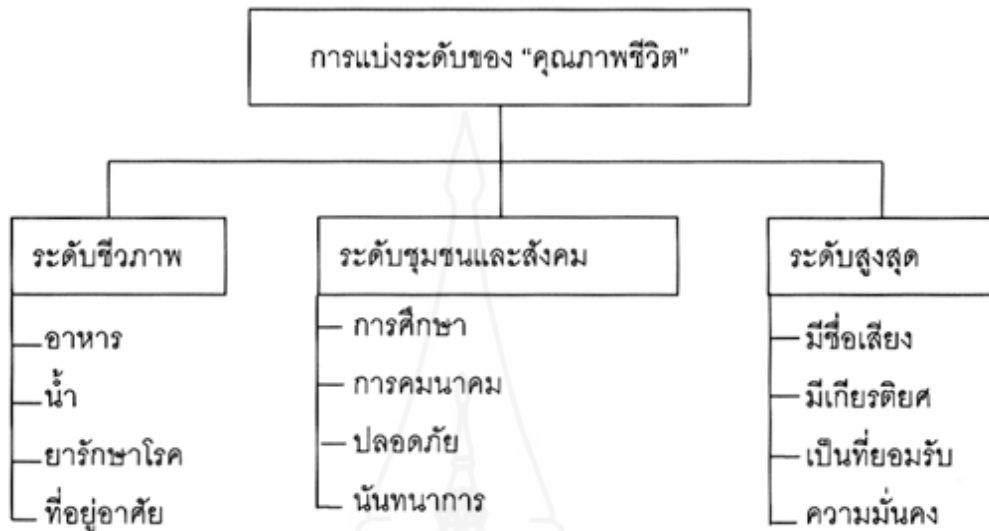 การแบ่งระดับของ “คุณภาพชีวิต”
ระดับชีวภาพ
อาหาร
น้ำ
ยารักษาโรค
ที่อยู่อาศัย
ระดับชุมชนและสังคม
การศึกษา
การคมนาคม
ปลอดภัย
นันทนาการ
ระดับสูงสุด
มีชื่อเสียง
มีเกียรติยศ
เป็นที่ยอมรับ
ความมั่นคง